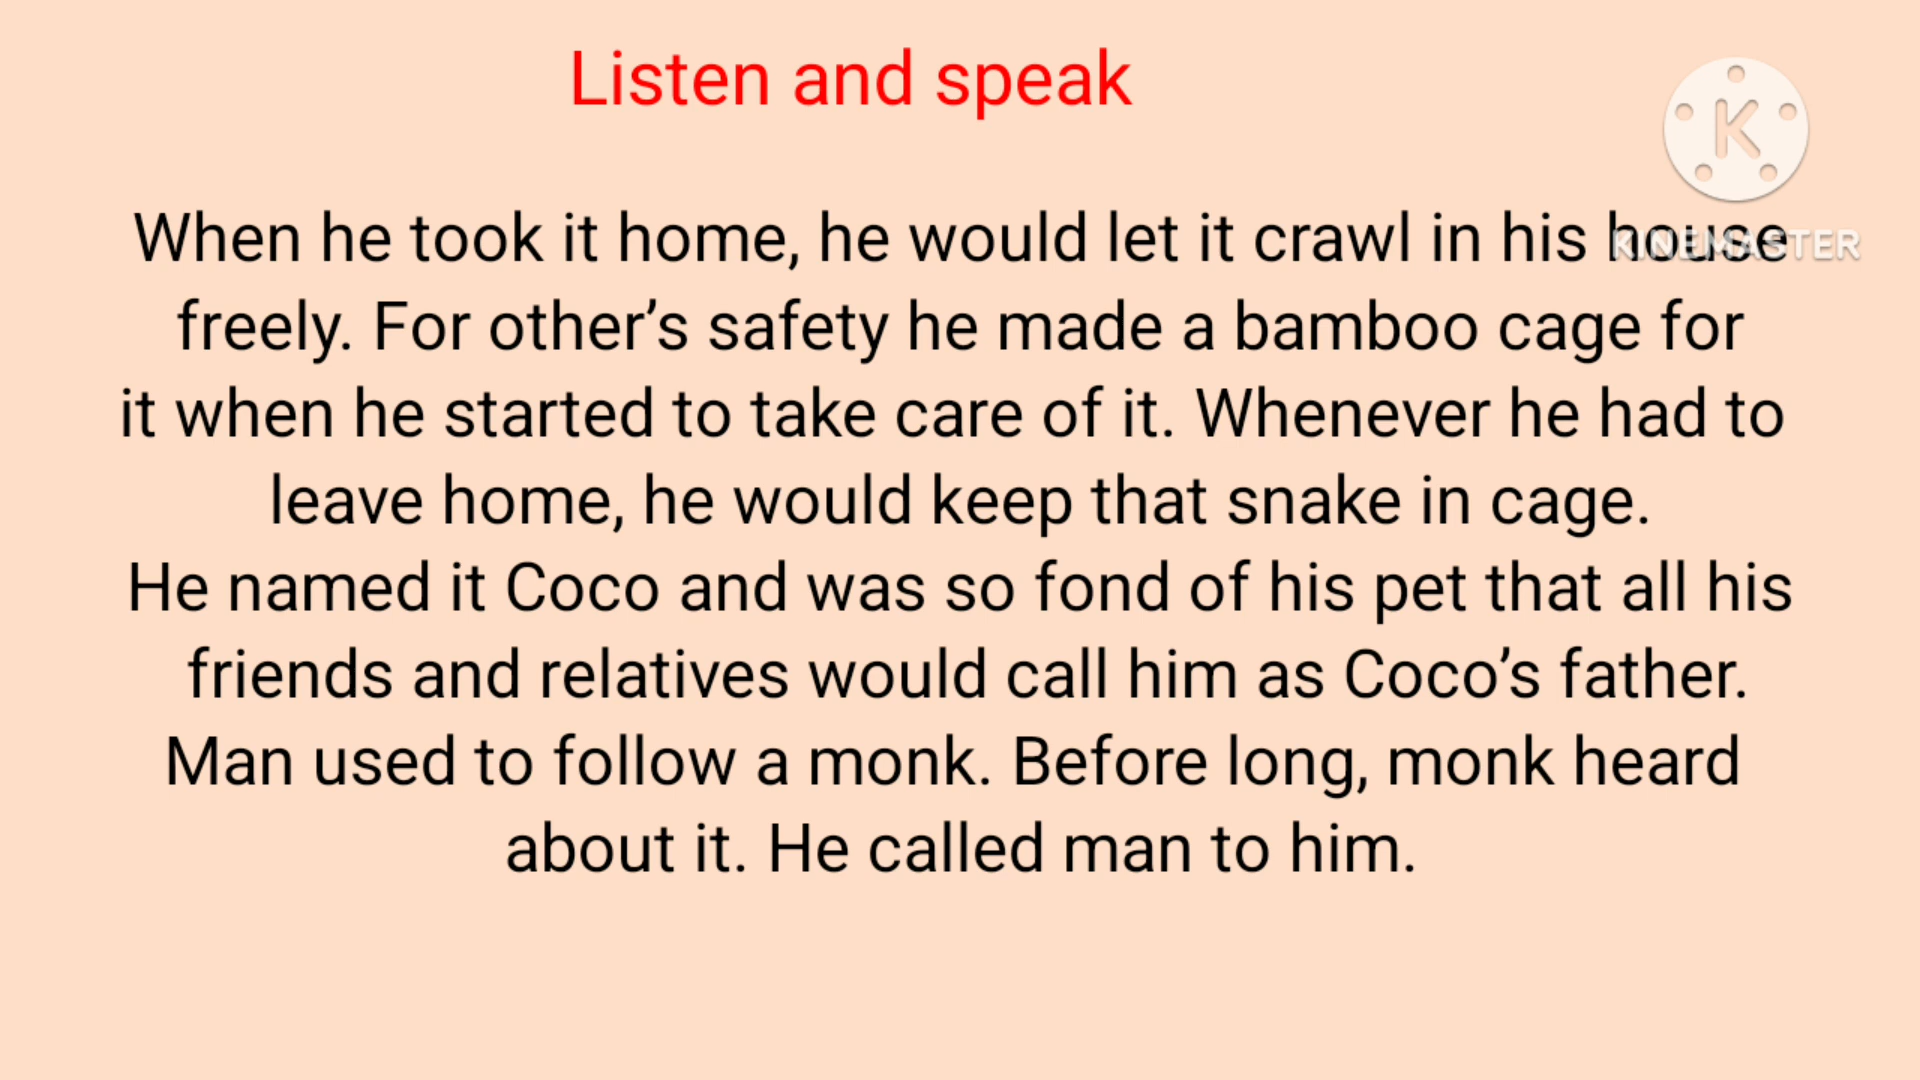 Listen and speak
K
When he took it home, he would let it crawl in his house
KINEMASTER
freely. For other’s safety he made a bamboo cage for
it when he started to take care of it. Whenever he had to
leave home, he would keep that snake in cage.
He named it Coco and was so fond of his pet that all his
friends and relatives would call him as Coco’s father.
Man used to follow a monk. Before long, monk heard
about it. He called man to him.